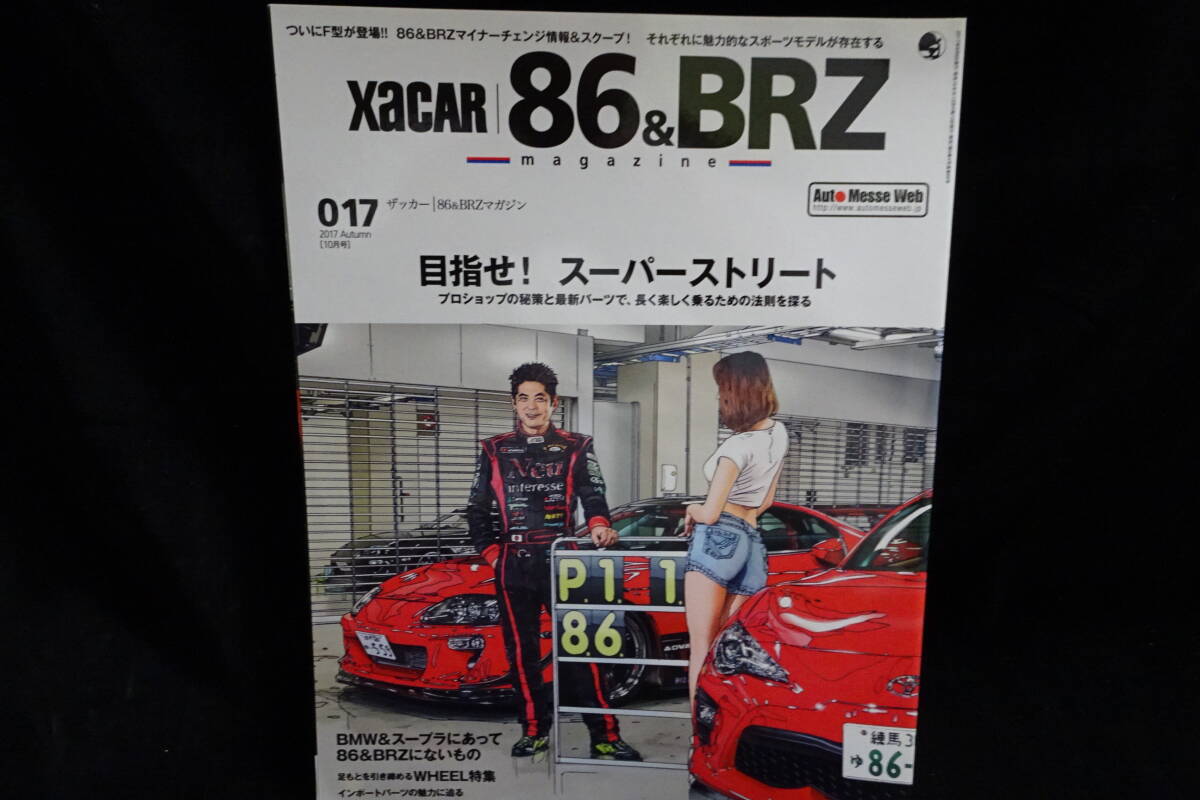 ついにF型が登場!! 86&BRZマイナーチェンジ情報&スクープ! それぞれに魅力的なスポーツモデルが存在する
XaCAR 86&BRZ
magazine
017 ザッカー|86&BRZマガジン
2017 Autumn
[10月号]
Auto Messe Web
http://www.automesseweb.jp
目指せ! スーパーストリート
プロショップの秘策と最新パーツで、長く楽しく乗るための法則を探る
Neu
interesse
P.1. 1.
8.6.
ADVAN
練馬 3
ゆ 86-
BMW&スープラにあって
86&BRZにないもの
足もとを引き締めるWHEEL特集
インポートパーツの魅力に迫る